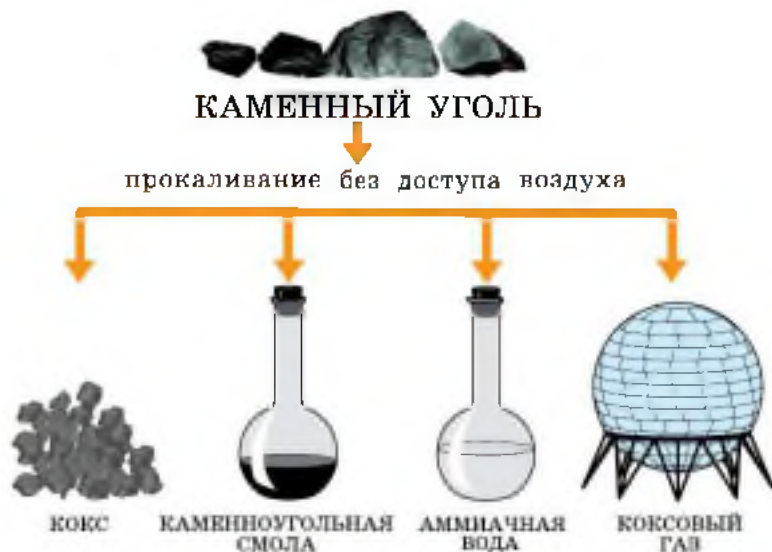 КАМЕННЫЙ УГОЛЬ
прокаливание без доступа воздуха
КОКС
КАМЕННОУГОЛЬНАЯ
СМОЛА
АММИАЧНАЯ
ВОДА
КОКСОВЫЙ
ГАЗ